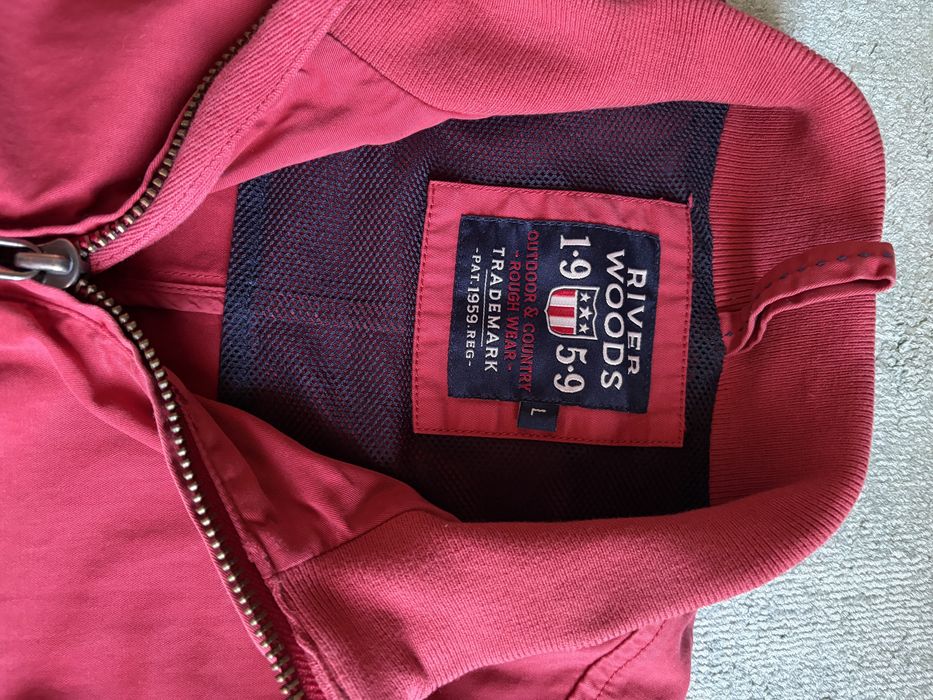 RIVER
WOODS
1·9 5·9
OUTDOOR & COUNTRY
- ROUGH WEAR -
TRADEMARK
-PAT.1959.REG-
L